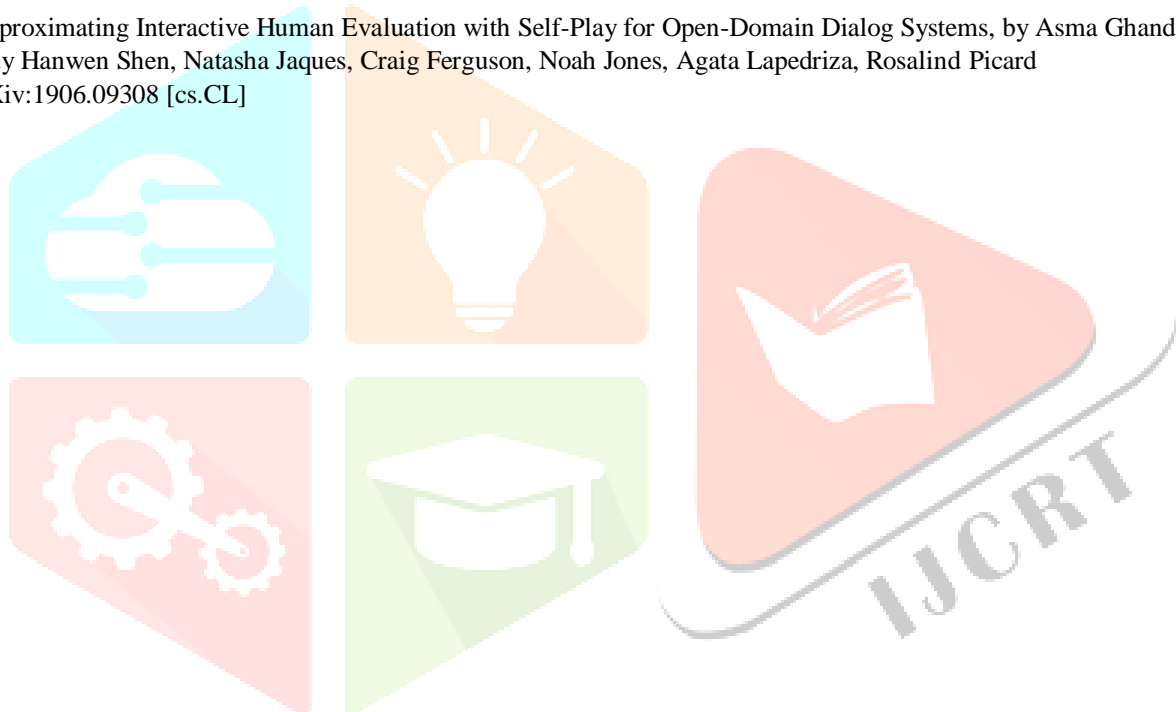 proximating Interactive Human Evaluation with Self-Play for Open-Domain Dialog Systems, by Asma Ghand
y Hanwen Shen, Natasha Jaques, Craig Ferguson, Noah Jones, Agata Lapedriza, Rosalind Picard
Xiv:1906.09308 [cs.CL]
IJCRT